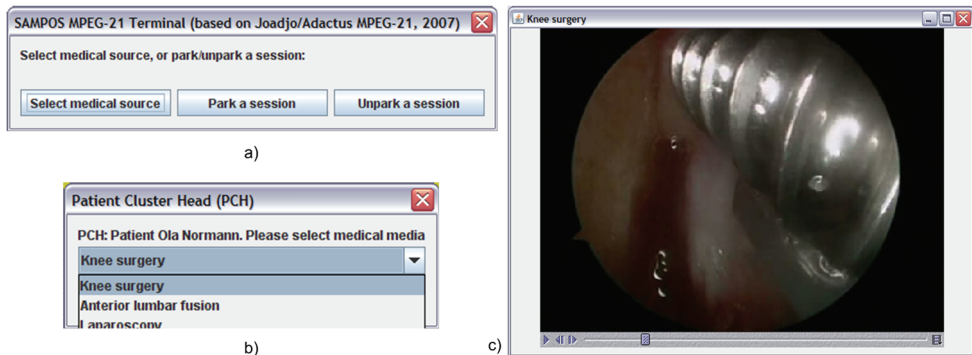 SAMPOS MPEG-21 Terminal (based on Joadjo/Adactus MPEG-21, 2007)
Select medical source, or park/unpark a session:
Select medical source Park a session Unpark a session
a)
Patient Cluster Head (PCH)
PCH: Patient Ola Normann. Please select medical media
Knee surgery
Knee surgery
Anterior lumbar fusion
Laparoscopy
b)
Knee surgery
c)